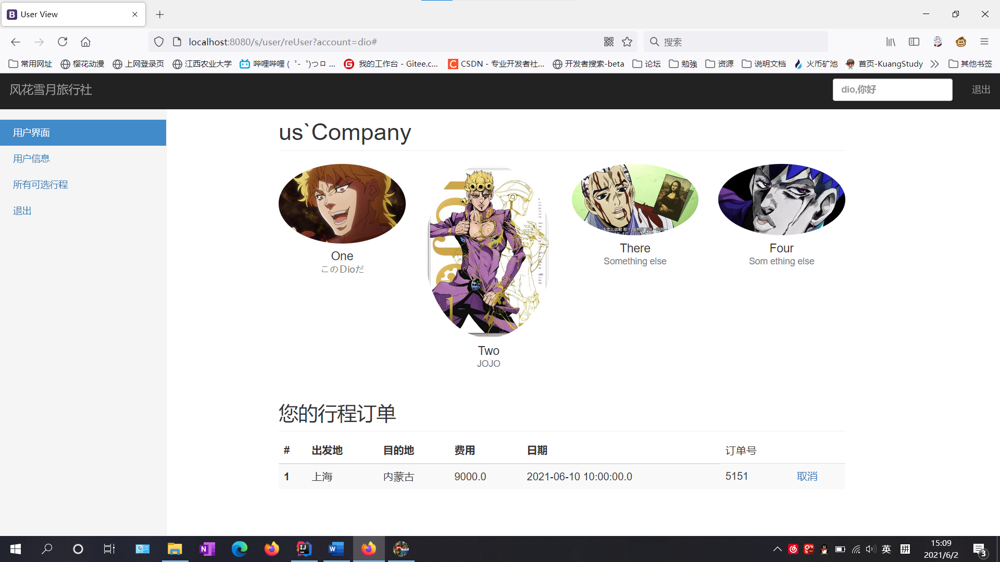 User View
localhost:8080/s/user/reUser?account=dio#
搜索
常用网址 樱花动漫 上网登录页 江西农业大学 哔哩哔哩 ( ゜- ゜)つロ ... 我的工作台 - Gitee.c... CSDN - 专业开发者社... 开发者搜索-beta 论坛 勉強 资源 说明文档 火币矿池 首页-KuangStudy 其他书签
风花雪月旅行社
dio,你好
退出
用户界面
用户信息
所有可选行程
退出
us`Company
One
このDioだ
Two
JOJO
There
Something else
Four
Som ething else
您的行程订单
# 出发地 目的地 费用 日期 订单号
1 上海 内蒙古 9000.0 2021-06-10 10:00:00.0 5151 取消
英 拼
15:09
2021/6/2
3